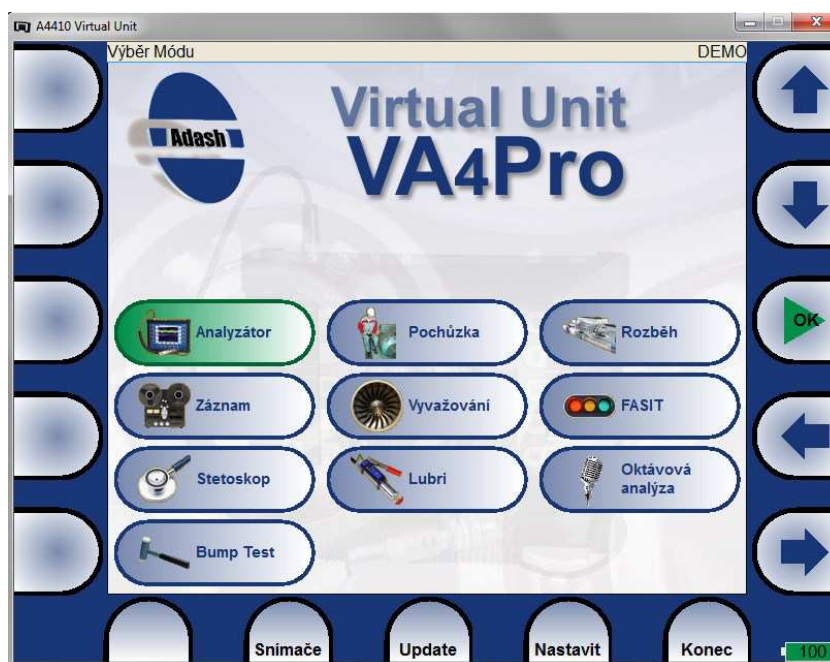 A4410 Virtual Unit
Výběr Módu DEMO
Adash
Virtual Unit
VA4Pro
Analyzátor
Pochůzka
Rozběh
Záznam
Vyvažování
FASIT
Stetoskop
Lubri
Oktávová
analýza
Bump Test
OK
Snímače
Update
Nastavit
Konec
100